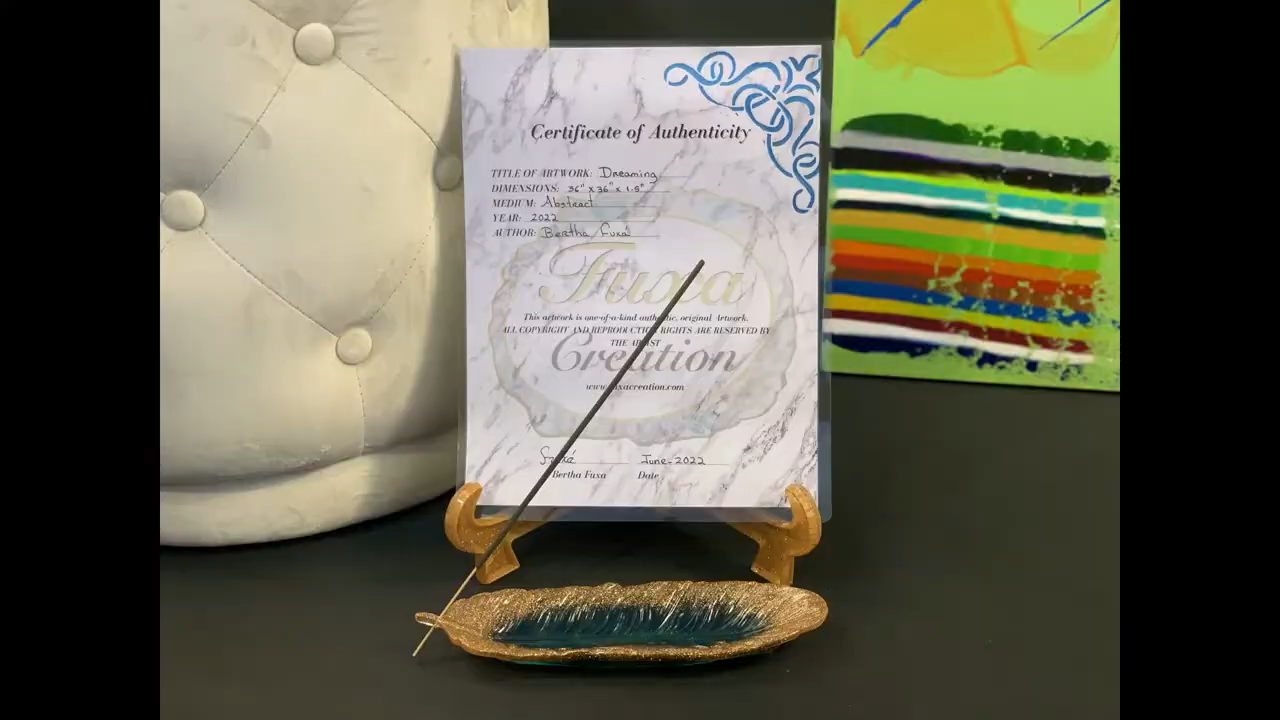 Certificate of Authenticity
TITLE OF ARTWORK: Dreaming
DIMENSIONS: 36" x 36" x 1.5"
MEDIUM: Abstract
YEAR: 2022
AUTHOR: Bertha Fuxá
Fuxa
This artwork is one-of-a-kind authentic, original Artwork.
ALL COPYRIGHT AND REPRODUCTION RIGHTS ARE RESERVED BY
THE ARTIST
Creation
www.fuxacreation.com
Fuxá June-2022
Bertha Fuxa Date